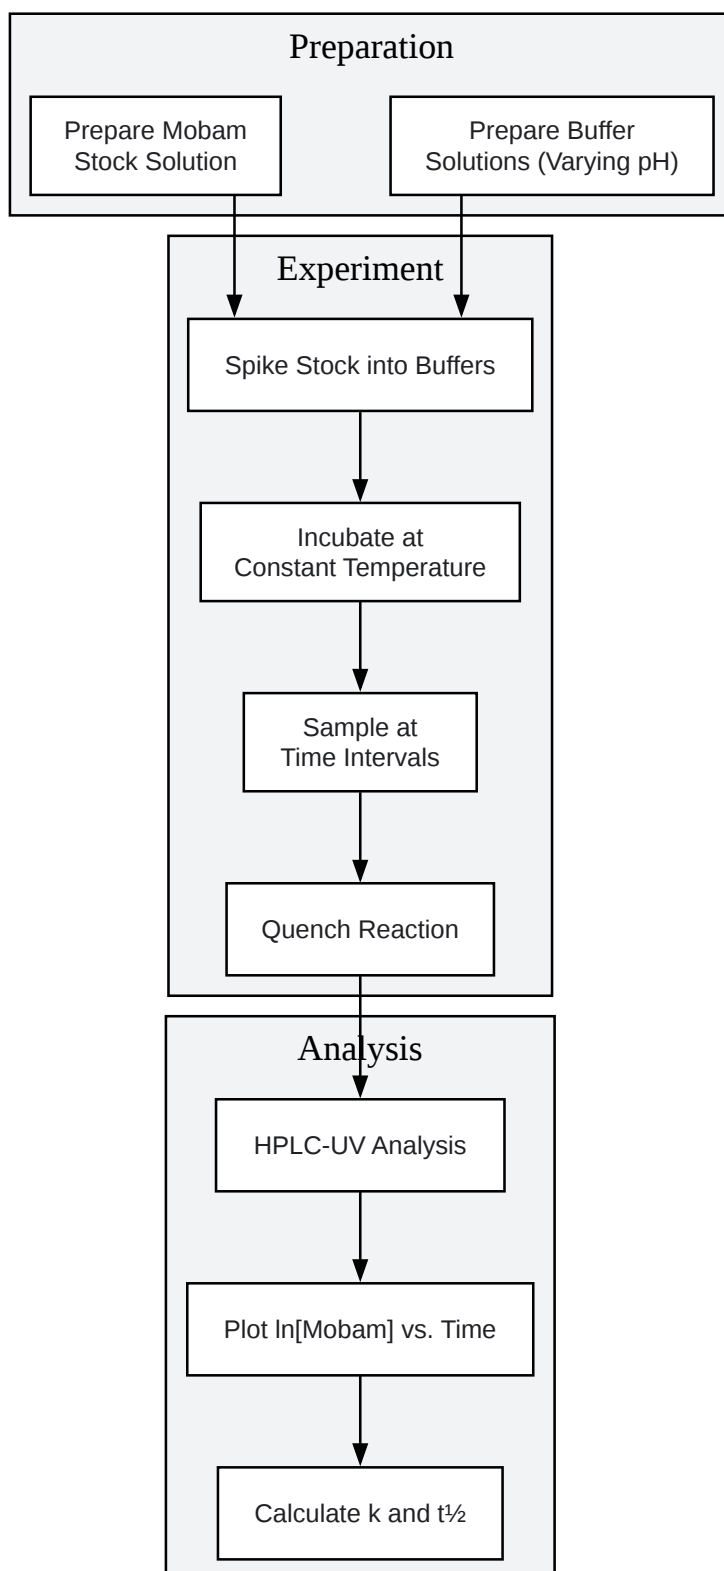 Preparation
Prepare Mobam
Stock Solution
Prepare Buffer
Solutions (Varying pH)
Experiment
Spike Stock into Buffers
Incubate at
Constant Temperature
Sample at
Time Intervals
Quench Reaction
Analysis
HPLC-UV Analysis
Plot ln[Mobam] vs. Time
Calculate k and t½